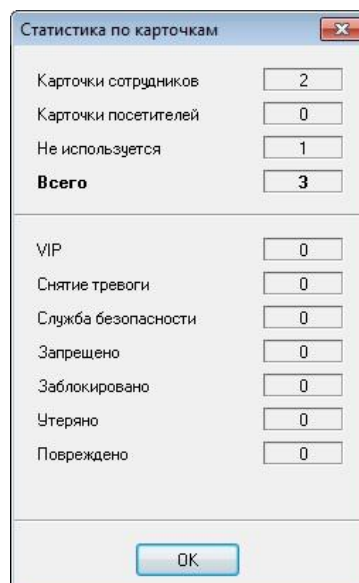 Статистика по карточкам
Карточки сотрудников 2
Карточки посетителей 0
Не используется 1
Всего 3
VIP 0
Снятие тревоги 0
Служба безопасности 0
Запрещено 0
Заблокировано 0
Утеряно 0
Повреждено 0
OK